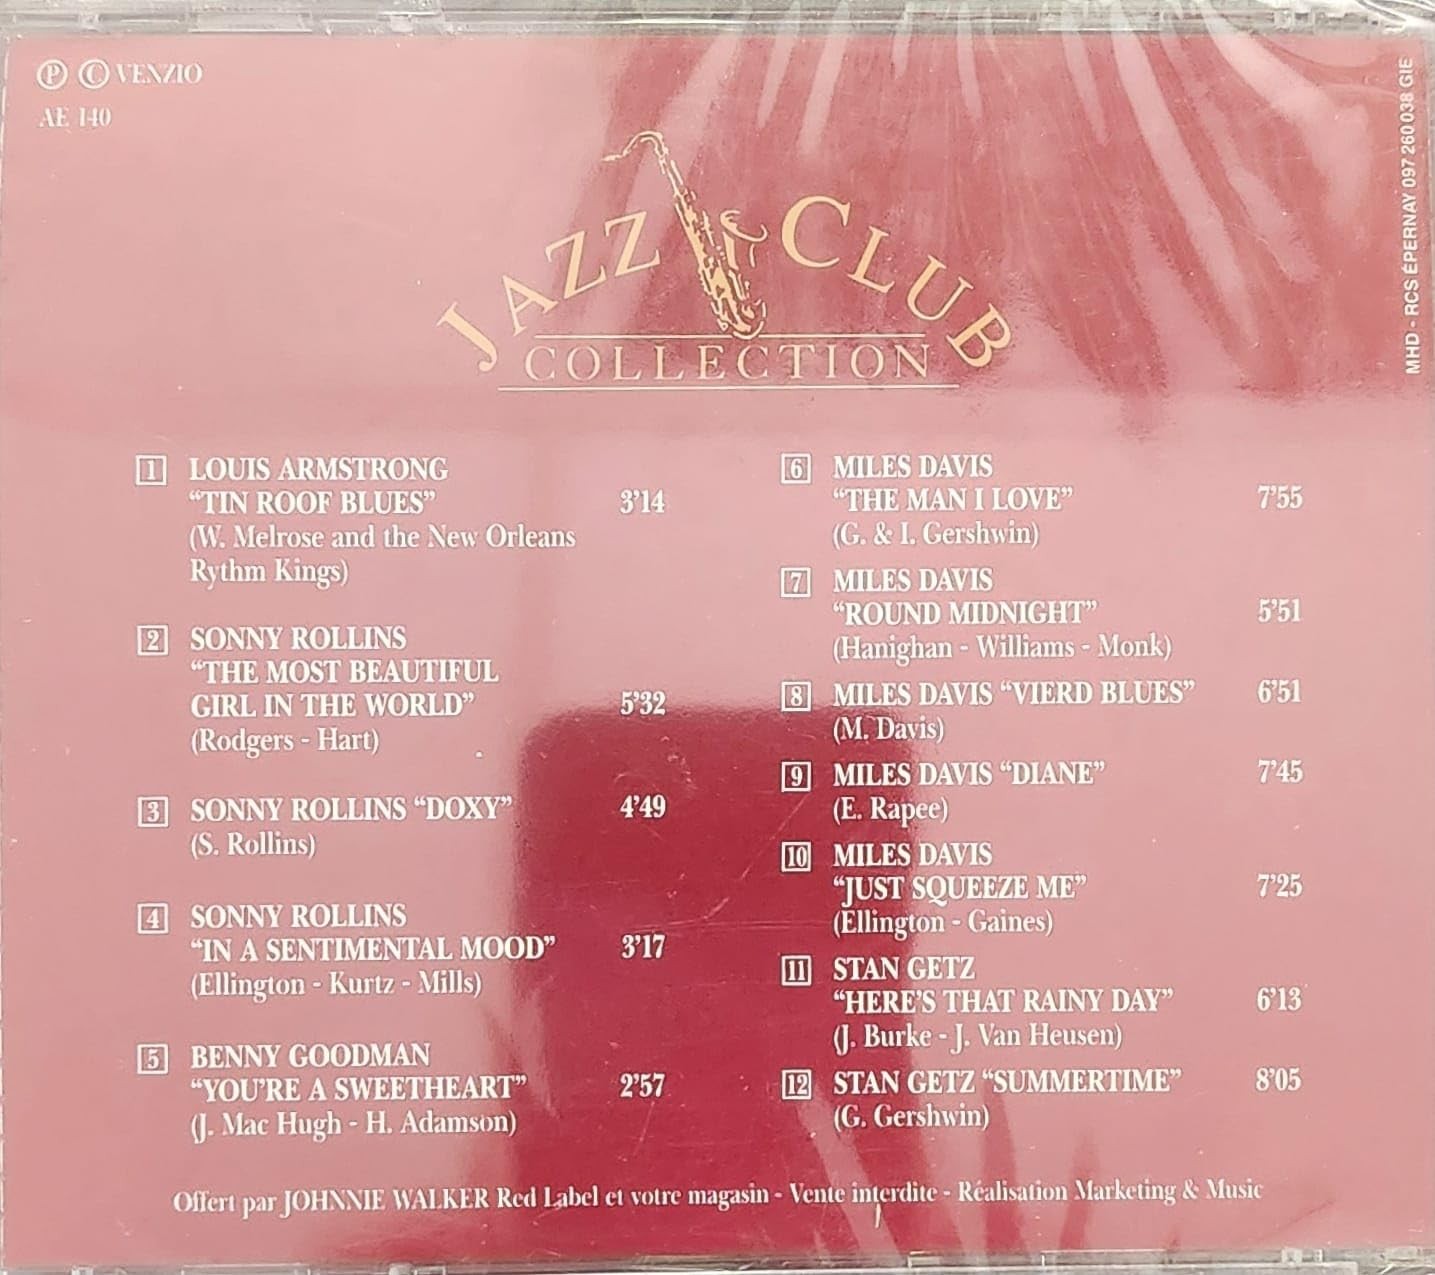 Ⓟ Ⓒ VENZIO
AE 140
MHD - RCS ÉPERNAY 097 260 038 GIE
JAZZ CLUB
COLLECTION
1 LOUIS ARMSTRONG
“TIN ROOF BLUES” 3’14
(W. Melrose and the New Orleans
Rythm Kings)
2 SONNY ROLLINS
“THE MOST BEAUTIFUL
GIRL IN THE WORLD” 5’32
(Rodgers - Hart)
3 SONNY ROLLINS “DOXY” 4’49
(S. Rollins)
4 SONNY ROLLINS
“IN A SENTIMENTAL MOOD” 3’17
(Ellington - Kurtz - Mills)
5 BENNY GOODMAN
“YOU’RE A SWEETHEART” 2’57
(J. Mac Hugh - H. Adamson)
6 MILES DAVIS
“THE MAN I LOVE” 7’55
(G. & I. Gershwin)
7 MILES DAVIS
“ROUND MIDNIGHT” 5’51
(Hanighan - Williams - Monk)
8 MILES DAVIS “VIERD BLUES” 6’51
(M. Davis)
9 MILES DAVIS “DIANE” 7’45
(E. Rapee)
10 MILES DAVIS
“JUST SQUEEZE ME” 7’25
(Ellington - Gaines)
11 STAN GETZ
“HERE’S THAT RAINY DAY” 6’13
(J. Burke - J. Van Heusen)
12 STAN GETZ “SUMMERTIME” 8’05
(G. Gershwin)
Offert par JOHNNIE WALKER Red Label et votre magasin - Vente interdite - Réalisation Marketing & Music